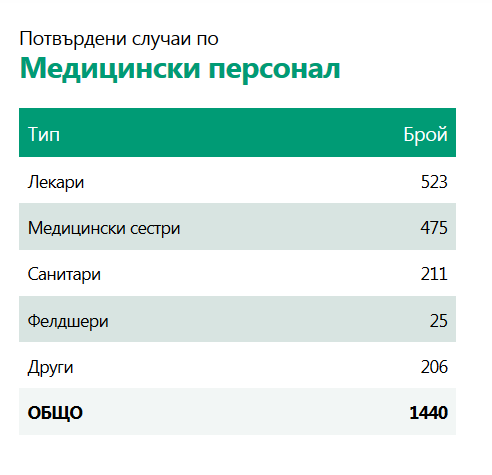 Потвърдени случаи по
Медицински персонал
Тип Брой
Лекари 523
Медицински сестри 475
Санитари 211
Фелдшери 25
Други 206
ОБЩО 1440